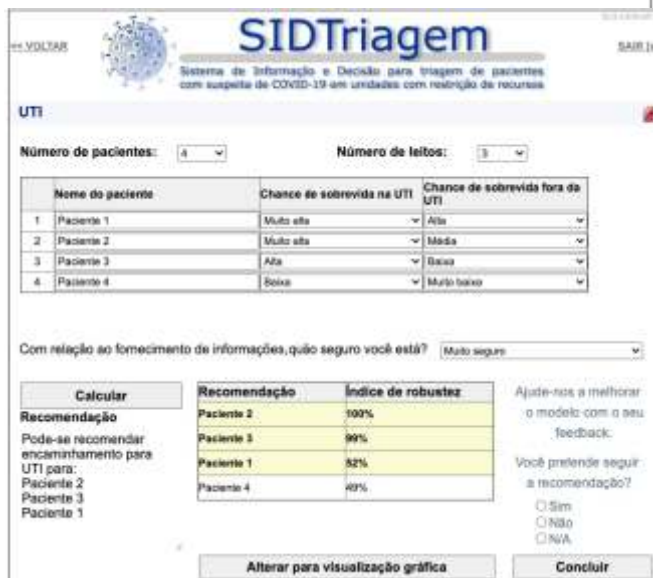 << VOLTAR
SIDTriagem
Sistema de Informação e Decisão para triagem de pacientes
com suspeita de COVID-19 em unidades com restrição de recursos
UTI
Número de pacientes: 4 Número de leitos: 3
Nome do paciente Chance de sobrevida na UTI Chance de sobrevida fora da UTI
1 Paciente 1 Muito alta Alta
2 Paciente 2 Muito alta Média
3 Paciente 3 Alta Baixa
4 Paciente 4 Baixa Muito baixo
Com relação ao fornecimento de informações, quão seguro você está? Muito seguro
Calcular
Recomendação
Pode-se recomendar
encaminhamento para
UTI para:
Paciente 2
Paciente 3
Paciente 1
Recomendação Índice de robustez
Paciente 2 100%
Paciente 3 99%
Paciente 1 52%
Paciente 4 49%
Ajude-nos a melhorar
o modelo com o seu
feedback.
Você pretende seguir
a recomendação?
Sim
Não
N/A
Alterar para visualização gráfica
Concluir